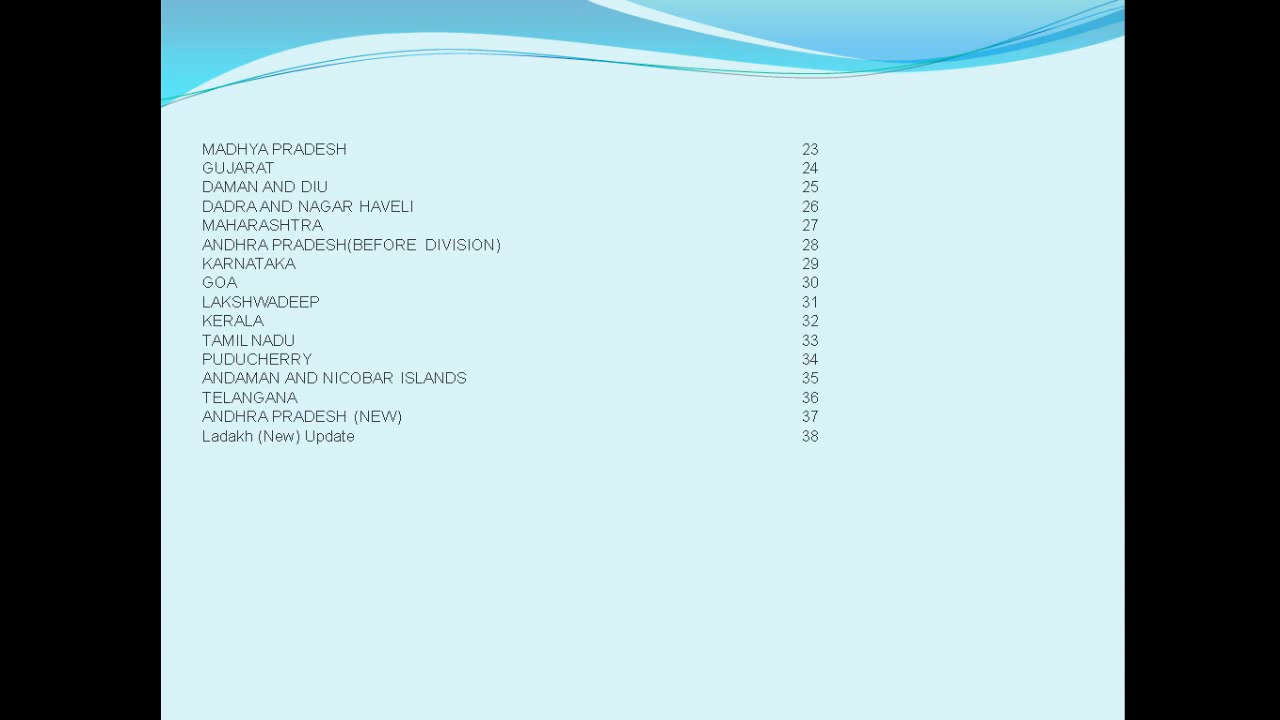 MADHYA PRADESH 23
GUJARAT 24
DAMAN AND DIU 25
DADRA AND NAGAR HAVELI 26
MAHARASHTRA 27
ANDHRA PRADESH(BEFORE DIVISION) 28
KARNATAKA 29
GOA 30
LAKSHWADEEP 31
KERALA 32
TAMIL NADU 33
PUDUCHERRY 34
ANDAMAN AND NICOBAR ISLANDS 35
TELANGANA 36
ANDHRA PRADESH (NEW) 37
Ladakh (New) Update 38